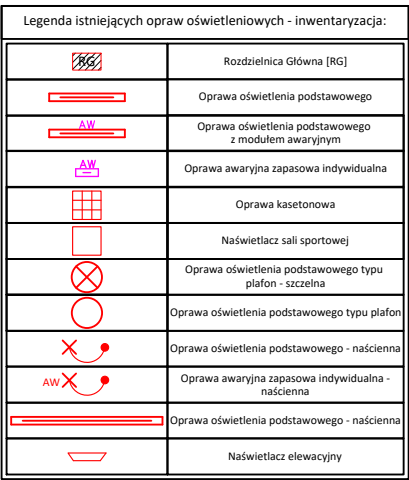 Legenda istniejących opraw oświetleniowych - inwentaryzacja:
RG
Rozdzielnica Główna [RG]
Oprawa oświetlenia podstawowego
AW
Oprawa oświetlenia podstawowego
z modułem awaryjnym
AW
Oprawa awaryjna zapasowa indywidualna
Oprawa kasetonowa
Naświetlacz sali sportowej
Oprawa oświetlenia podstawowego typu
plafon - szczelna
Oprawa oświetlenia podstawowego typu plafon
Oprawa oświetlenia podstawowego - naścienna
AW
Oprawa awaryjna zapasowa indywidualna -
naścienna
Oprawa oświetlenia podstawowego - naścienna
Naświetlacz elewacyjny